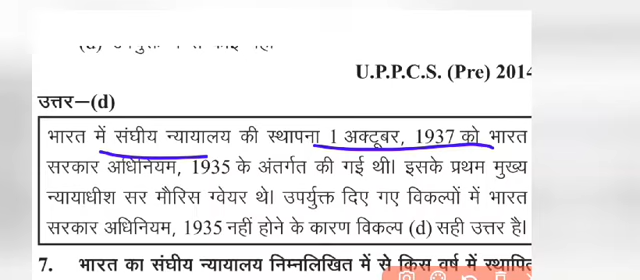 U.P.P.C.S. (Pre) 2014
उत्तर–(d)
भारत में संघीय न्यायालय की स्थापना 1 अक्टूबर, 1937 को भारत
सरकार अधिनियम, 1935 के अंतर्गत की गई थी। इसके प्रथम मुख्य
न्यायाधीश सर मौरिस ग्वेयर थे। उपर्युक्त दिए गए विकल्पों में भारत
सरकार अधिनियम, 1935 नहीं होने के कारण विकल्प (d) सही उत्तर है।
7. भारत का संघीय न्यायालय निम्नलिखित में से किस वर्ष में